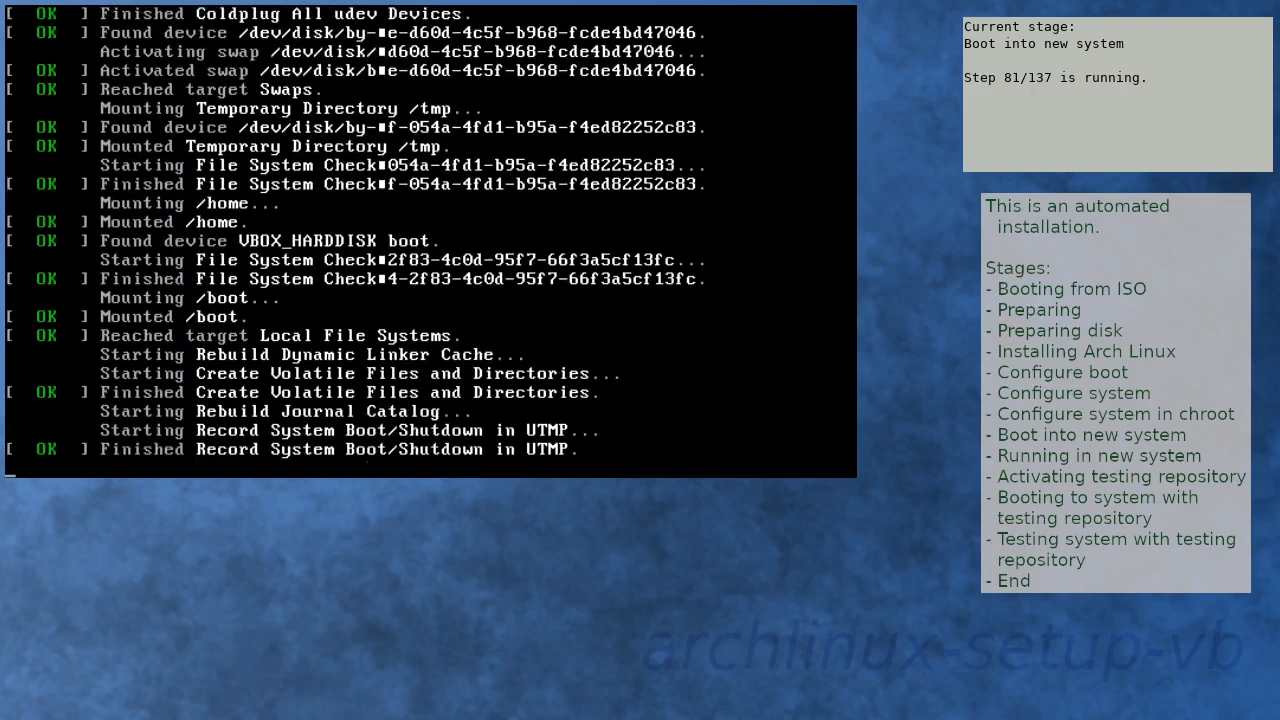 [  OK  ] Finished Coldplug All udev Devices.
[  OK  ] Found device /dev/disk/by-▪e-d60d-4c5f-b968-fcde4bd47046.
Activating swap /dev/disk/▪d60d-4c5f-b968-fcde4bd47046...
[  OK  ] Activated swap /dev/disk/b▪e-d60d-4c5f-b968-fcde4bd47046.
[  OK  ] Reached target Swaps.
Mounting Temporary Directory /tmp...
[  OK  ] Found device /dev/disk/by-▪f-054a-4fd1-b95a-f4ed82252c83.
[  OK  ] Mounted Temporary Directory /tmp.
Starting File System Check▪054a-4fd1-b95a-f4ed82252c83...
[  OK  ] Finished File System Check▪f-054a-4fd1-b95a-f4ed82252c83.
Mounting /home...
[  OK  ] Mounted /home.
[  OK  ] Found device VBOX_HARDDISK boot.
Starting File System Check▪2f83-4c0d-95f7-66f3a5cf13fc...
[  OK  ] Finished File System Check▪4-2f83-4c0d-95f7-66f3a5cf13fc.
Mounting /boot...
[  OK  ] Mounted /boot.
[  OK  ] Reached target Local File Systems.
Starting Rebuild Dynamic Linker Cache...
Starting Create Volatile Files and Directories...
[  OK  ] Finished Create Volatile Files and Directories.
Starting Rebuild Journal Catalog...
Starting Record System Boot/Shutdown in UTMP...
[  OK  ] Finished Record System Boot/Shutdown in UTMP.
Current stage:
Boot into new system
Step 81/137 is running.
This is an automated
installation.
Stages:
- Booting from ISO
- Preparing
- Preparing disk
- Installing Arch Linux
- Configure boot
- Configure system
- Configure system in chroot
- Boot into new system
- Running in new system
- Activating testing repository
- Booting to system with
testing repository
- Testing system with testing
repository
- End
archlinux-setup-vb